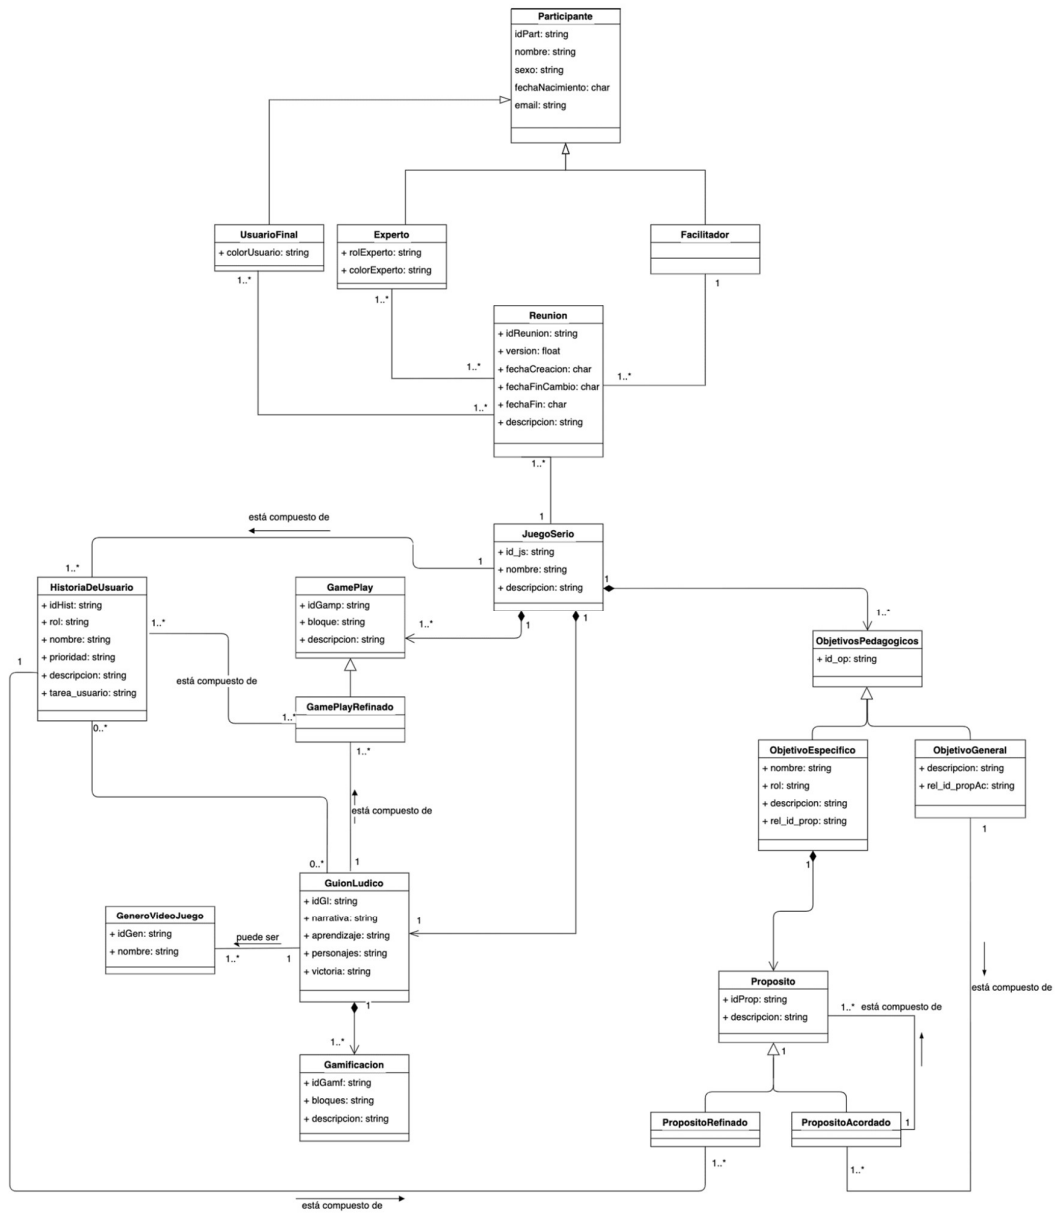 Participante
idPart: string
nombre: string
sexo: string
fechaNacimiento: char
email: string
UsuarioFinal
+ colorUsuario: string
1..*
Experto
+ rolExperto: string
+ colorExperto: string
1..*
Facilitador
1
Reunion
+ idReunion: string
+ version: float
+ fechaCreacion: char
+ fechaFinCambio: char
+ fechaFin: char
+ descripcion: string
1..*
1..*
1..*
1..*
1
JuegoSerio
+ id_js: string
+ nombre: string
+ descripcion: string
1
1
1
1
está compuesto de
1..*
HistoriaDeUsuario
+ idHist: string
+ rol: string
+ nombre: string
+ prioridad: string
+ descripcion: string
+ tarea_usuario: string
1..*
1
0..*
GamePlay
+ idGamp: string
+ bloque: string
+ descripcion: string
1..*
está compuesto de
1..*
GamePlayRefinado
1..*
está compuesto de
1
0..*
GuionLudico
+ idGl: string
+ narrativa: string
+ aprendizaje: string
+ personajes: string
+ victoria: string
1
1
1
puede ser
1..*
GeneroVideoJuego
+ idGen: string
+ nombre: string
1..*
Gamificacion
+ idGamf: string
+ bloques: string
+ descripcion: string
1..*
ObjetivosPedagogicos
+ id_op: string
ObjetivoEspecifico
+ nombre: string
+ rol: string
+ descripcion: string
+ rel_id_prop: string
1
ObjetivoGeneral
+ descripcion: string
+ rel_id_propAc: string
1
está compuesto de
Proposito
+ idProp: string
+ descripcion: string
1..*
está compuesto de
1
PropositoRefinado
1..*
PropositoAcordado
1
1..*
está compuesto de